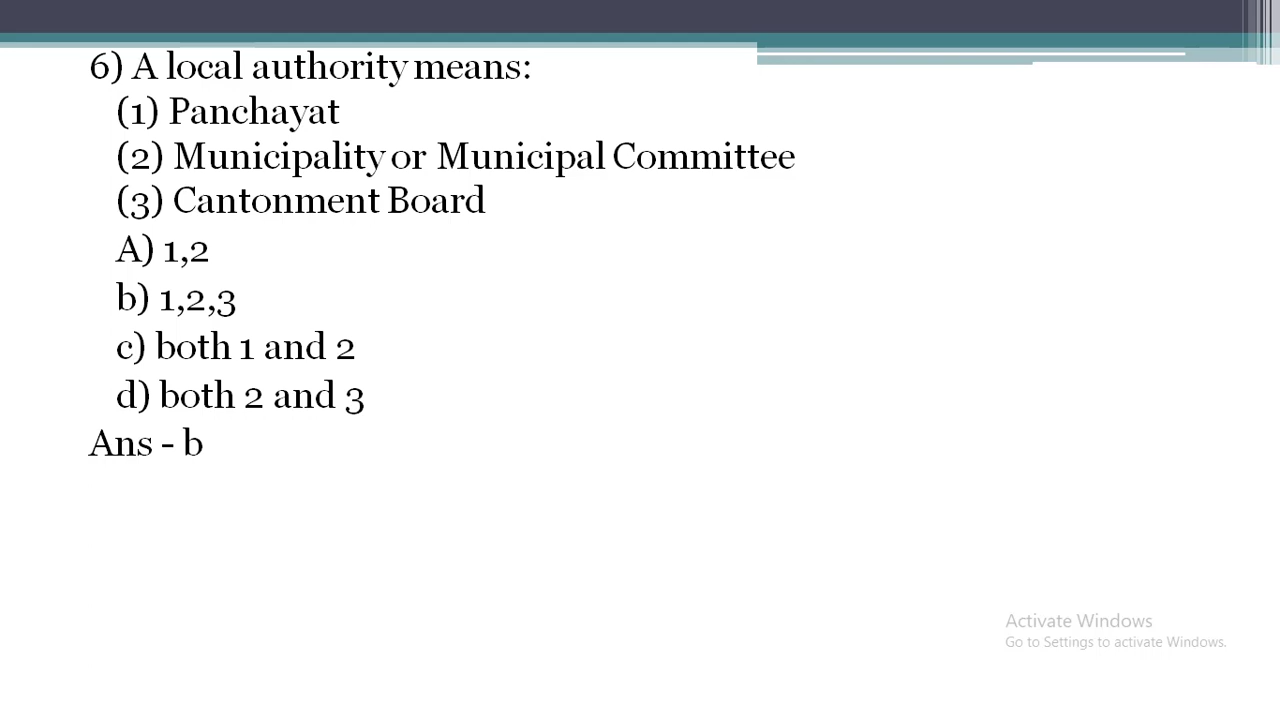 6) A local authority means:
(1) Panchayat
(2) Municipality or Municipal Committee
(3) Cantonment Board
A) 1,2
b) 1,2,3
c) both 1 and 2
d) both 2 and 3
Ans - b
Activate Windows
Go to Settings to activate Windows.